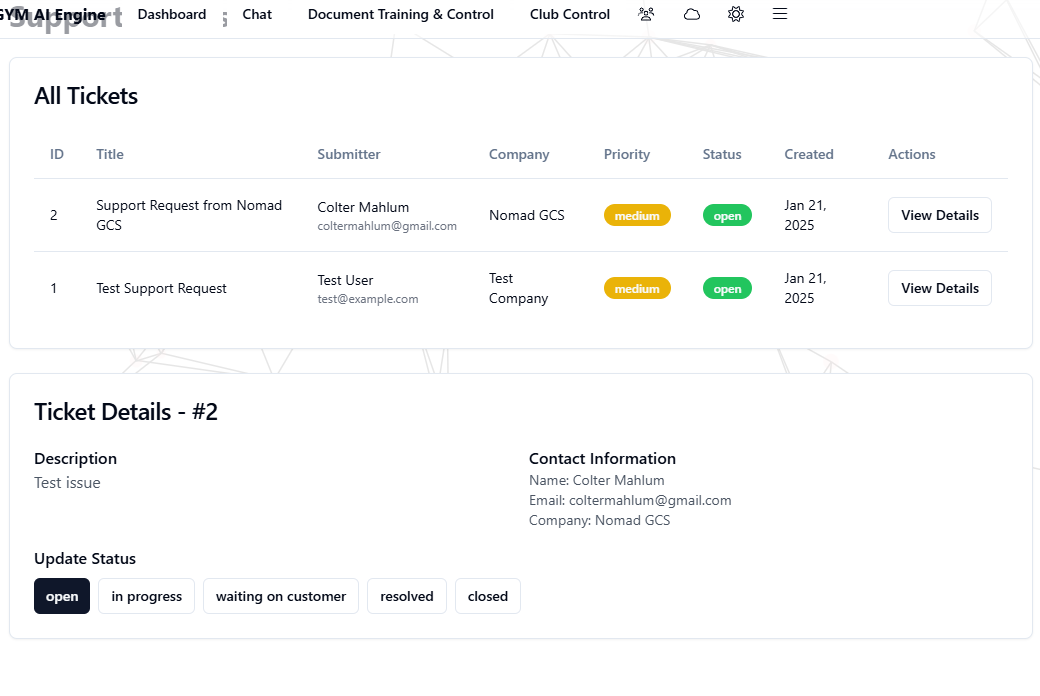 GYM AI Engine Dashboard Chat Document Training & Control Club Control
Support
All Tickets
ID Title Submitter Company Priority Status Created Actions
2 Support Request from Nomad GCS Colter Mahlum Nomad GCS medium open Jan 21, 2025 View Details
coltermahlum@gmail.com
1 Test Support Request Test User Test Company medium open Jan 21, 2025 View Details
test@example.com
Ticket Details - #2
Description Contact Information
Test issue Name: Colter Mahlum
Email: coltermahlum@gmail.com
Company: Nomad GCS
Update Status
open in progress waiting on customer resolved closed